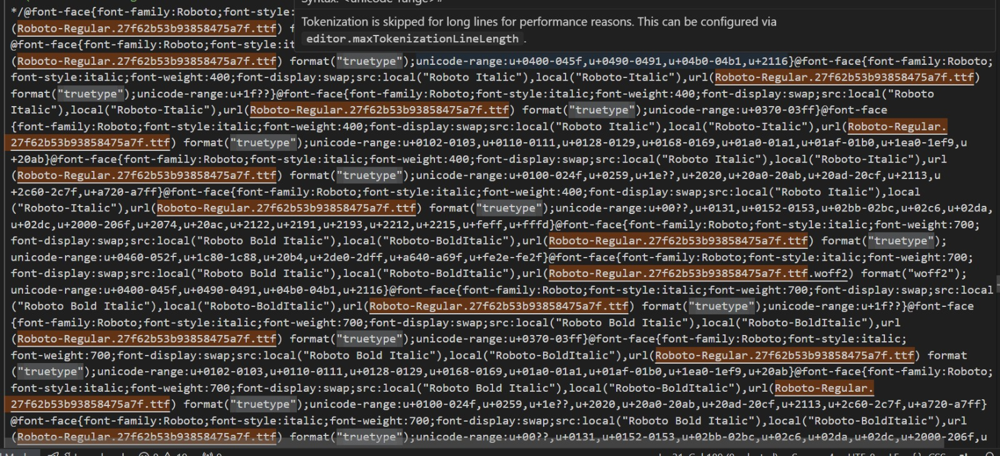 Syntax: <unicode-range>#
*/@font-face{font-family:Roboto;font-style:
Tokenization is skipped for long lines for performance reasons. This can be configured via
(Roboto-Regular.27f62b53b93858475a7f.ttf) f
editor.maxTokenizationLineLength .
@font-face{font-family:Roboto;font-style:it
(Roboto-Regular.27f62b53b93858475a7f.ttf) format("truetype");unicode-range:u+0400-045f,u+0490-0491,u+04b0-04b1,u+2116}@font-face{font-family:Roboto;
font-style:italic;font-weight:400;font-display:swap;src:local("Roboto Italic"),local("Roboto-Italic"),url(Roboto-Regular.27f62b53b93858475a7f.ttf)
format("truetype");unicode-range:u+1f??}@font-face{font-family:Roboto;font-style:italic;font-weight:400;font-display:swap;src:local("Roboto
Italic"),local("Roboto-Italic"),url(Roboto-Regular.27f62b53b93858475a7f.ttf) format("truetype");unicode-range:u+0370-03ff}@font-face
{font-family:Roboto;font-style:italic;font-weight:400;font-display:swap;src:local("Roboto Italic"),local("Roboto-Italic"),url(Roboto-Regular.
27f62b53b93858475a7f.ttf) format("truetype");unicode-range:u+0102-0103,u+0110-0111,u+0128-0129,u+0168-0169,u+01a0-01a1,u+01af-01b0,u+1ea0-1ef9,u
+20ab}@font-face{font-family:Roboto;font-style:italic;font-weight:400;font-display:swap;src:local("Roboto Italic"),local("Roboto-Italic"),url
(Roboto-Regular.27f62b53b93858475a7f.ttf) format("truetype");unicode-range:u+0100-024f,u+0259,u+1e??,u+2020,u+20a0-20ab,u+20ad-20cf,u+2113,u
+2c60-2c7f,u+a720-a7ff}@font-face{font-family:Roboto;font-style:italic;font-weight:400;font-display:swap;src:local("Roboto Italic"),local
("Roboto-Italic"),url(Roboto-Regular.27f62b53b93858475a7f.ttf) format("truetype");unicode-range:u+00??,u+0131,u+0152-0153,u+02bb-02bc,u+02c6,u+02da,
u+02dc,u+2000-206f,u+2074,u+20ac,u+2122,u+2191,u+2193,u+2212,u+2215,u+feff,u+fffd}@font-face{font-family:Roboto;font-style:italic;font-weight:700;
font-display:swap;src:local("Roboto Bold Italic"),local("Roboto-BoldItalic"),url(Roboto-Regular.27f62b53b93858475a7f.ttf) format("truetype");
unicode-range:u+0460-052f,u+1c80-1c88,u+20b4,u+2de0-2dff,u+a640-a69f,u+fe2e-fe2f}@font-face{font-family:Roboto;font-style:italic;font-weight:700;
font-display:swap;src:local("Roboto Bold Italic"),local("Roboto-BoldItalic"),url(Roboto-Regular.27f62b53b93858475a7f.ttf.woff2) format("woff2");
unicode-range:u+0400-045f,u+0490-0491,u+04b0-04b1,u+2116}@font-face{font-family:Roboto;font-style:italic;font-weight:700;font-display:swap;src:local
("Roboto Bold Italic"),local("Roboto-BoldItalic"),url(Roboto-Regular.27f62b53b93858475a7f.ttf) format("truetype");unicode-range:u+1f??}@font-face
{font-family:Roboto;font-style:italic;font-weight:700;font-display:swap;src:local("Roboto Bold Italic"),local("Roboto-BoldItalic"),url
(Roboto-Regular.27f62b53b93858475a7f.ttf) format("truetype");unicode-range:u+0370-03ff}@font-face{font-family:Roboto;font-style:italic;
font-weight:700;font-display:swap;src:local("Roboto Bold Italic"),local("Roboto-BoldItalic"),url(Roboto-Regular.27f62b53b93858475a7f.ttf) format
("truetype");unicode-range:u+0102-0103,u+0110-0111,u+0128-0129,u+0168-0169,u+01a0-01a1,u+01af-01b0,u+1ea0-1ef9,u+20ab}@font-face{font-family:Roboto;
font-style:italic;font-weight:700;font-display:swap;src:local("Roboto Bold Italic"),local("Roboto-BoldItalic"),url(Roboto-Regular.
27f62b53b93858475a7f.ttf) format("truetype");unicode-range:u+0100-024f,u+0259,u+1e??,u+2020,u+20a0-20ab,u+20ad-20cf,u+2113,u+2c60-2c7f,u+a720-a7ff}
@font-face{font-family:Roboto;font-style:italic;font-weight:700;font-display:swap;src:local("Roboto Bold Italic"),local("Roboto-BoldItalic"),url
(Roboto-Regular.27f62b53b93858475a7f.ttf) format("truetype");unicode-range:u+00??,u+0131,u+0152-0153,u+02bb-02bc,u+02c6,u+02da,u+02dc,u+2000-206f,u